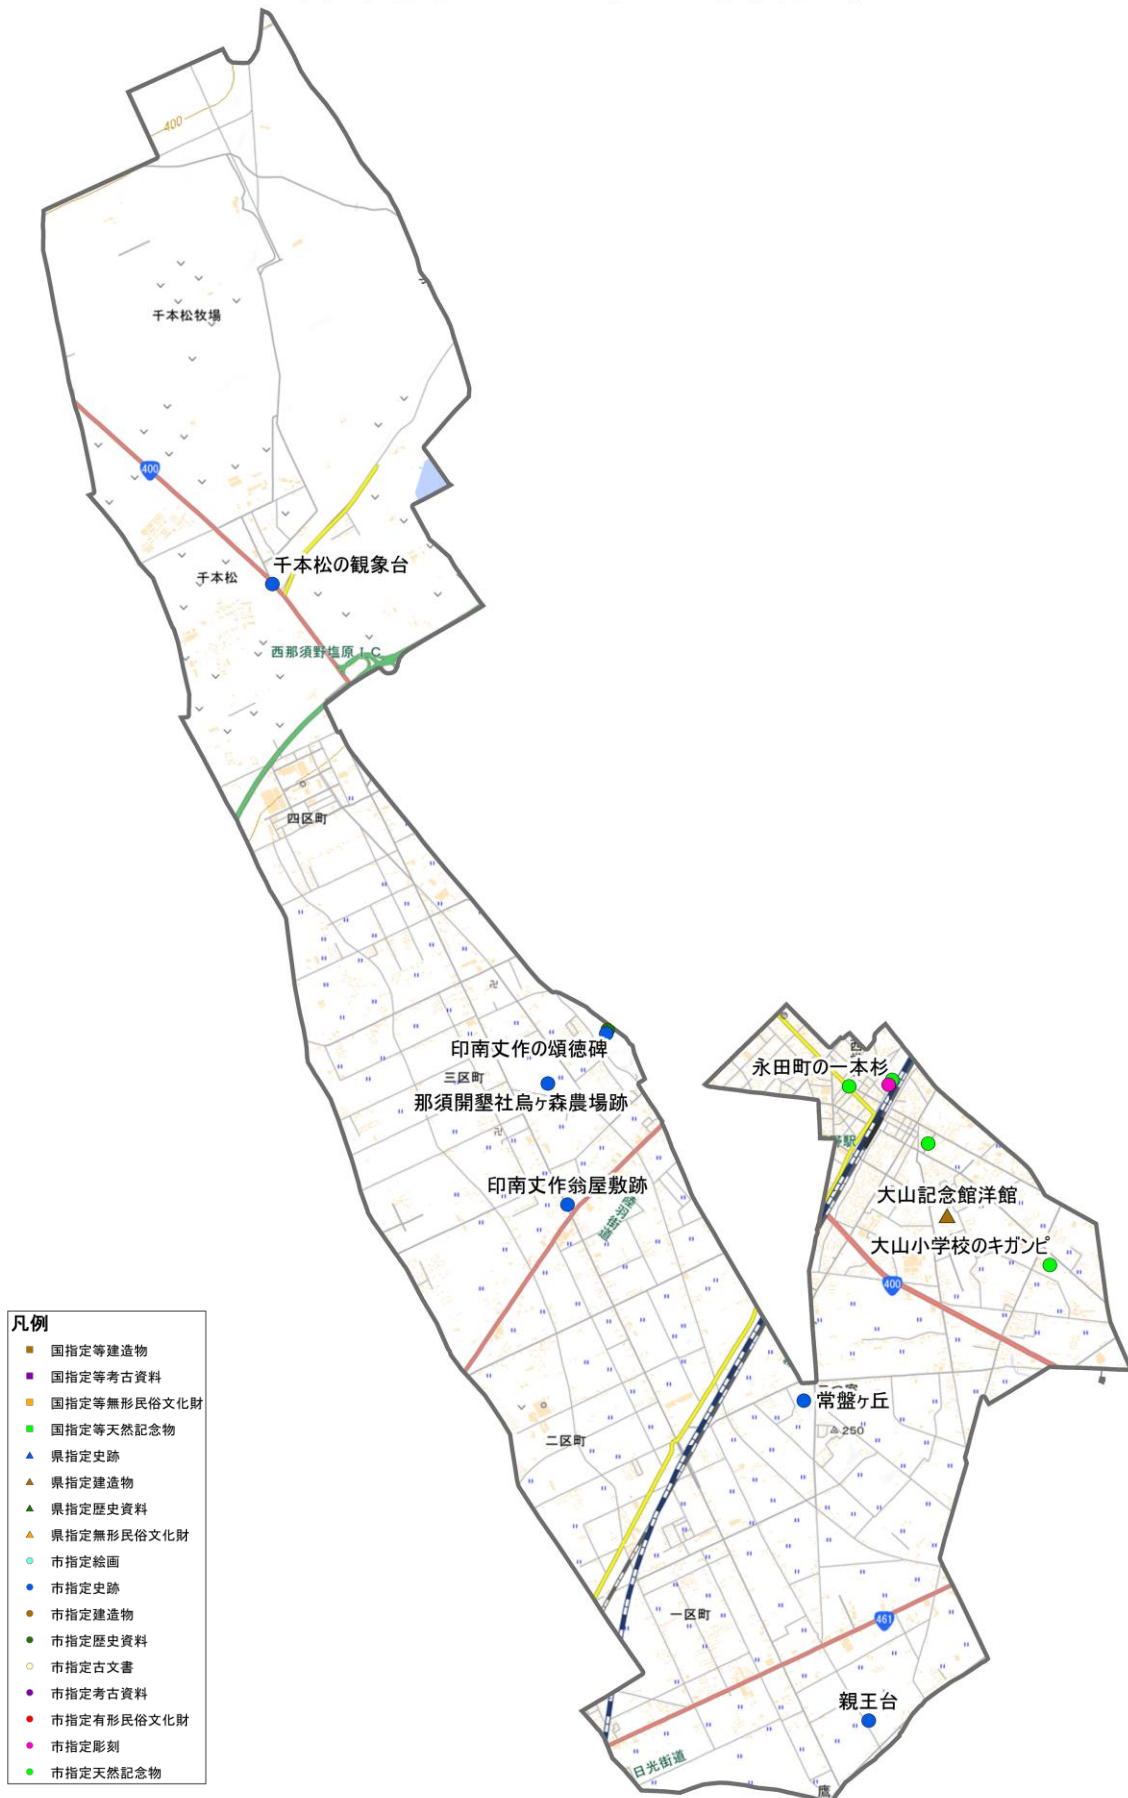 400
千本松牧場
400
千本松の観象台
千本松
西那須野塩原IC
四区町
印南丈作の頌徳碑
三区町
那須開墾社烏ヶ森農場跡
永田町の一本杉
野駅
印南丈作翁屋敷跡
大山記念館洋館
大山小学校のキガンピ
400
常盤ヶ丘
250
二区町
一区町
461
親王台
日光街道
鷹
凡例
国指定等建造物
国指定等考古資料
国指定等無形民俗文化財
国指定等天然記念物
県指定史跡
県指定建造物
県指定歴史資料
県指定無形民俗文化財
市指定絵画
市指定史跡
市指定建造物
市指定歴史資料
市指定古文書
市指定考古資料
市指定有形民俗文化財
市指定彫刻
市指定天然記念物